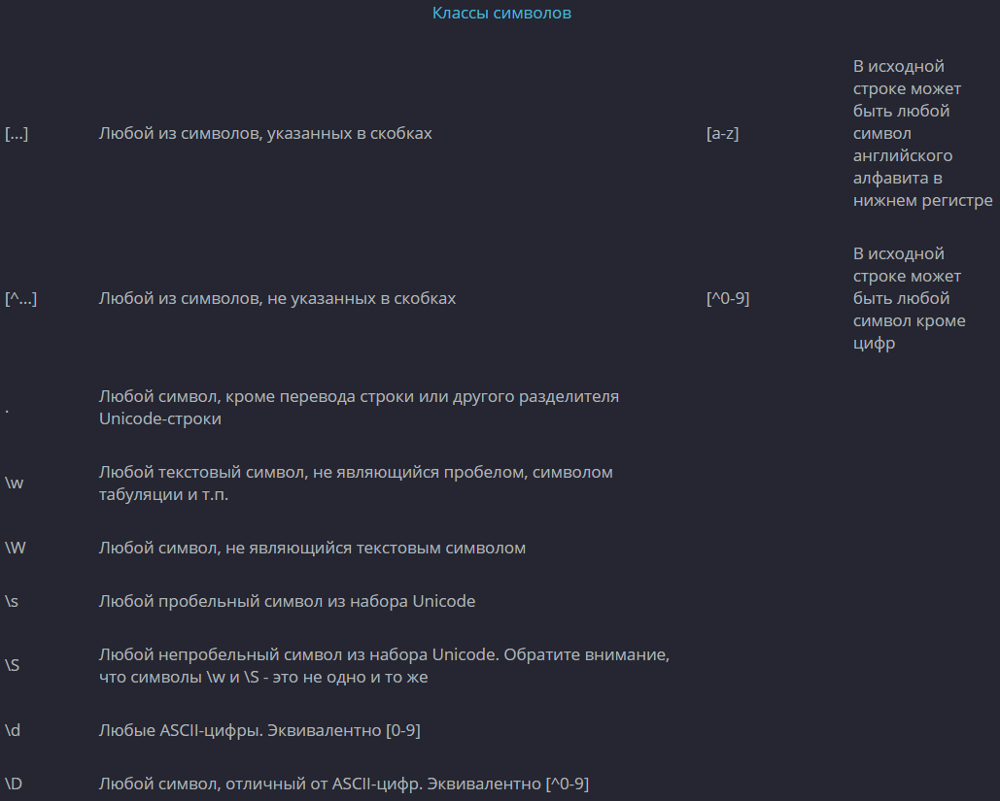 Классы символов
[...]
Любой из символов, указанных в скобках
[a-z]
В исходной
строке может
быть любой
символ
английского
алфавита в
нижнем регистре
[^...]
Любой из символов, не указанных в скобках
[^0-9]
В исходной
строке может
быть любой
символ кроме
цифр
.
Любой символ, кроме перевода строки или другого разделителя
Unicode-строки
\w
Любой текстовый символ, не являющийся пробелом, символом
табуляции и т.п.
\W
Любой символ, не являющийся текстовым символом
\s
Любой пробельный символ из набора Unicode
\S
Любой непробельный символ из набора Unicode. Обратите внимание,
что символы \w и \S - это не одно и то же
\d
Любые ASCII-цифры. Эквивалентно [0-9]
\D
Любой символ, отличный от ASCII-цифр. Эквивалентно [^0-9]